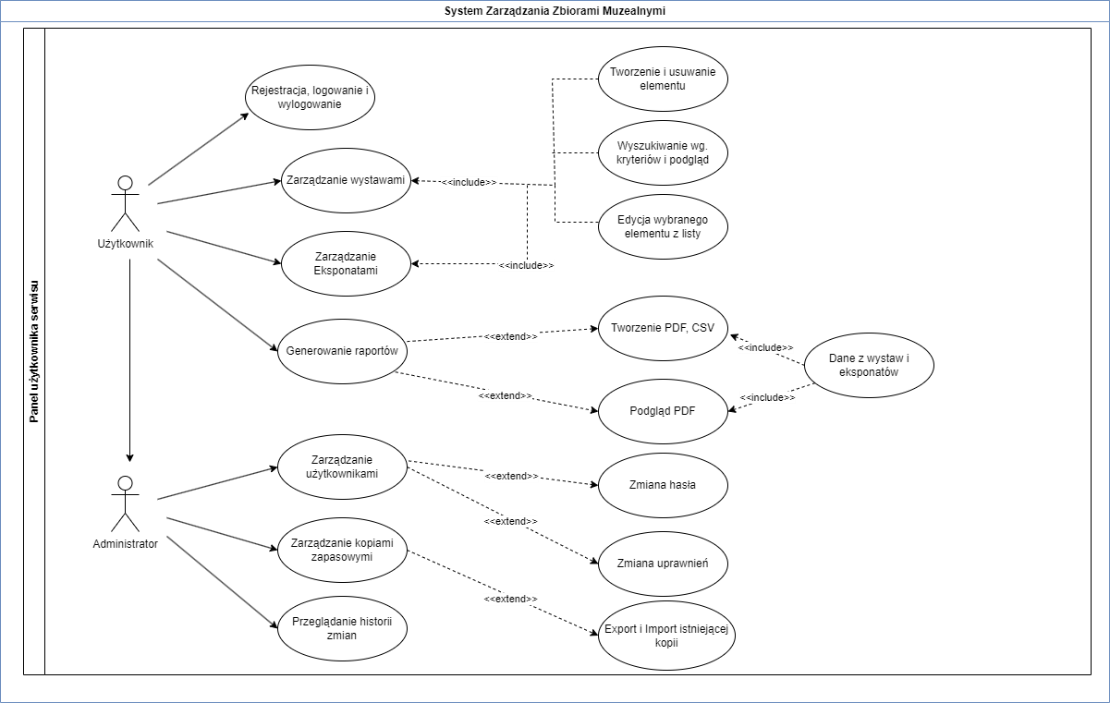 System Zarządzania Zbiorami Muzealnymi
Panel użytkownika serwisu
Użytkownik
Administrator
Rejestracja, logowanie i
wylogowanie
Zarządzanie wystawami
Zarządzanie
Eksponatami
Generowanie raportów
Zarządzanie
użytkownikami
Zarządzanie kopiami
zapasowymi
Przeglądanie historii
zmian
<<include>>
<<include>>
<<extend>>
<<extend>>
<<extend>>
<<extend>>
<<extend>>
Tworzenie i usuwanie
elementu
Wyszukiwanie wg.
kryteriów i podgląd
Edycja wybranego
elementu z listy
Tworzenie PDF, CSV
Podgląd PDF
Zmiana hasła
Zmiana uprawnień
Export i Import istniejącej
kopii
<<include>>
<<include>>
Dane z wystaw i
eksponatów